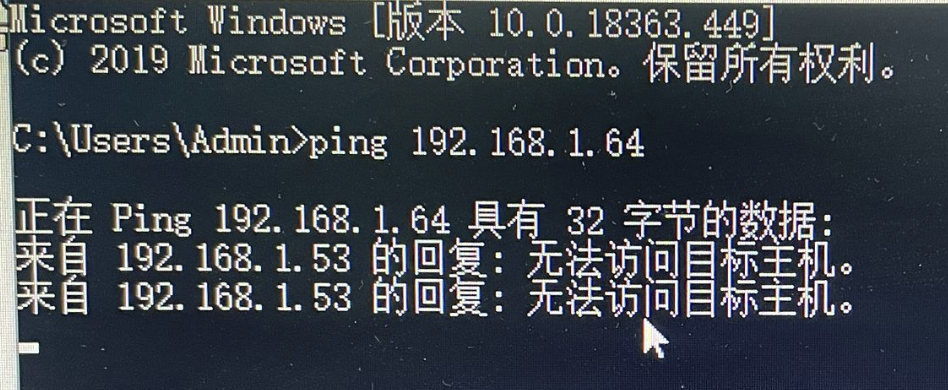 Microsoft Windows [版本 10.0.18363.449]
(c) 2019 Microsoft Corporation。保留所有权利。
C:\Users\Admin>ping 192.168.1.64
正在 Ping 192.168.1.64 具有 32 字节的数据:
来自 192.168.1.53 的回复: 无法访问目标主机。
来自 192.168.1.53 的回复: 无法访问目标主机。